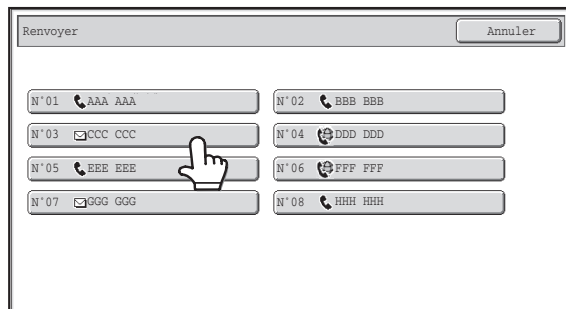 Renvoyer Annuler
N°01 AAA AAA N°02 BBB BBB
N°03 CCC CCC N°04 DDD DDD
N°05 EEE EEE N°06 FFF FFF
N°07 GGG GGG N°08 HHH HHH